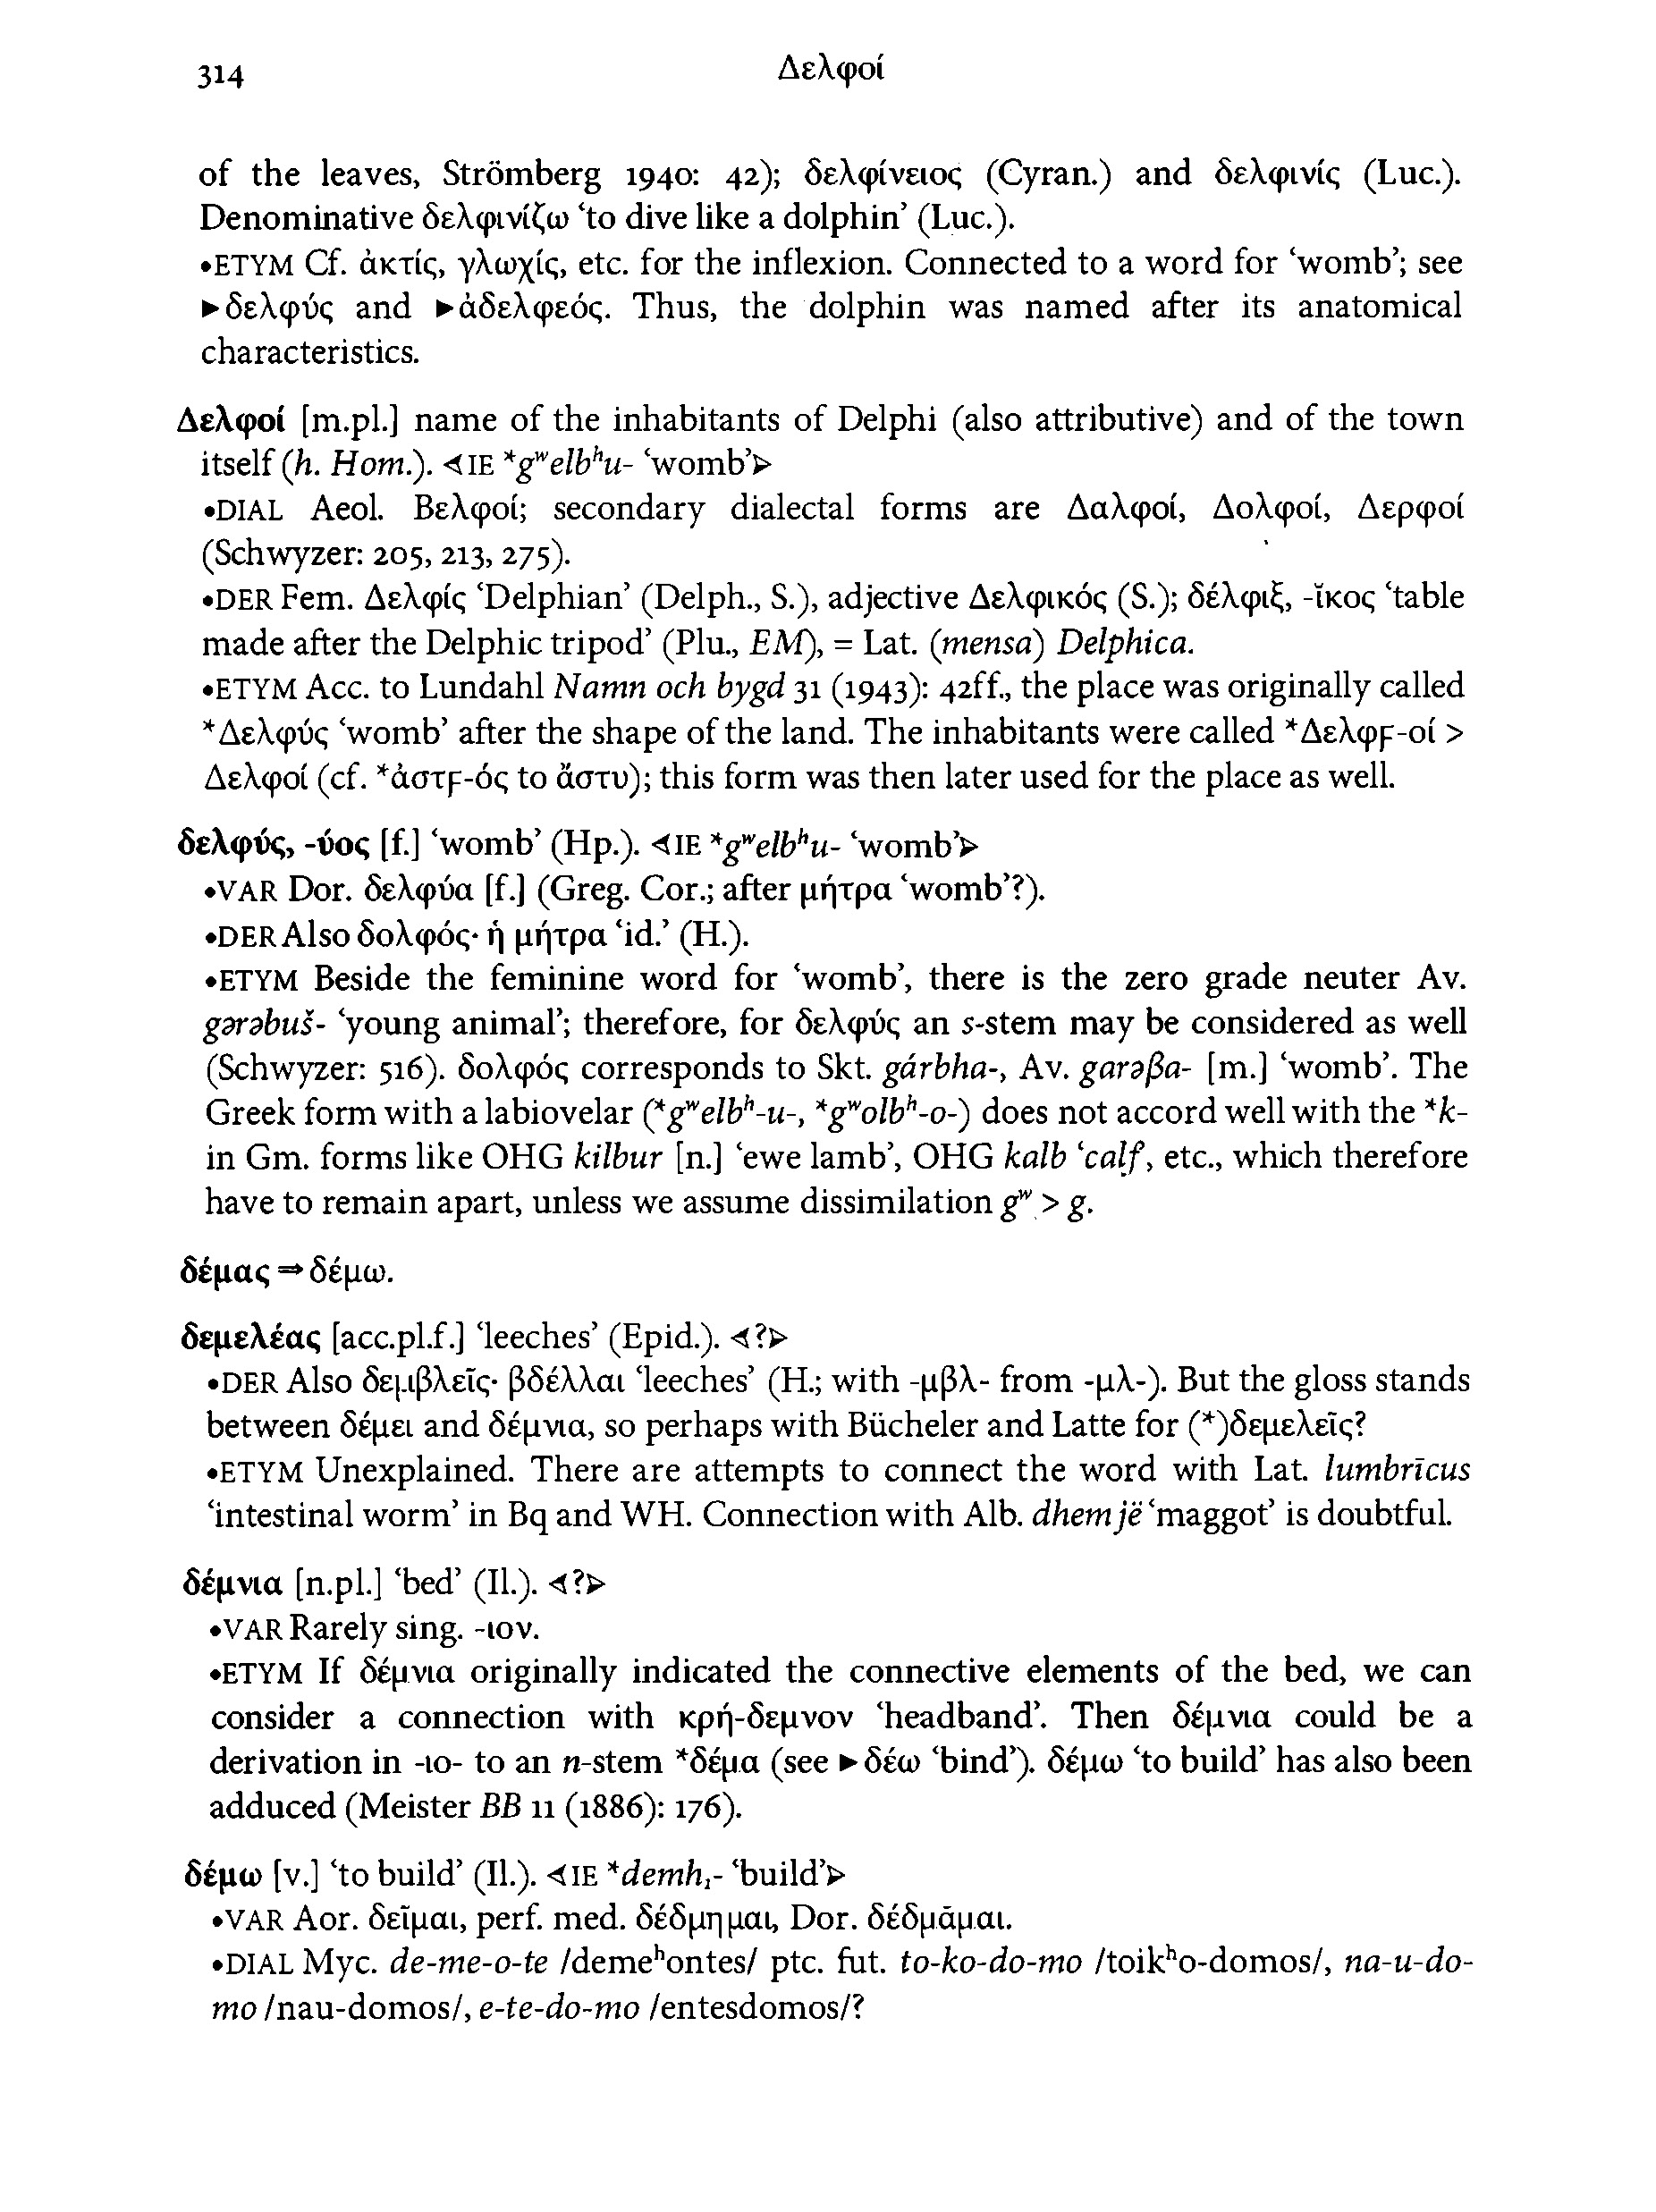 314 Δελφοί
of the leaves, Strömberg 1940: 42); δελφίνειος (Cyran.) and δελφινίς (Luc.).
Denominative δελφινίζω ‘to dive like a dolphin’ (Luc.).
•ETYM Cf. ἀκτίς, γλωχίς, etc. for the inflexion. Connected to a word for ‘womb’; see
►δελφύς and ►ἀδελφεός. Thus, the dolphin was named after its anatomical
characteristics.
Δελφοί [m.pl.] name of the inhabitants of Delphi (also attributive) and of the town
itself (h. Hom.). ⊲IE *gʷelbʰu- ‘womb’⊳
•DIAL Aeol. Βελφοί; secondary dialectal forms are Δαλφοί, Δολφοί, Δερφοί
(Schwyzer: 205, 213, 275).
•DER Fem. Δελφίς ‘Delphian’ (Delph., S.), adjective Δελφικός (S.); δέλφιξ, -ῑκος ‘table
made after the Delphic tripod’ (Plu., EM), = Lat. (mensa) Delphica.
•ETYM Acc. to Lundahl Namn och bygd 31 (1943): 42ff., the place was originally called
*Δελφύς ‘womb’ after the shape of the land. The inhabitants were called *Δελφϝ-οί >
Δελφοί (cf. *ἀστϝ-ός to ἄστυ); this form was then later used for the place as well.
δελφύς, -ύος [f.] ‘womb’ (Hp.). ⊲IE *gʷelbʰu- ‘womb’⊳
•VAR Dor. δελφύα [f.] (Greg. Cor.; after μήτρα ‘womb’?).
•DER Also δολφός· ἡ μήτρα ‘id.’ (H.).
•ETYM Beside the feminine word for ‘womb’, there is the zero grade neuter Av.
gərəbuš- ‘young animal’; therefore, for δελφύς an s-stem may be considered as well
(Schwyzer: 516). δολφός corresponds to Skt. gárbha-, Av. garəβa- [m.] ‘womb’. The
Greek form with a labiovelar (*gʷelbʰ-u-, *gʷolbʰ-o-) does not accord well with the *k-
in Gm. forms like OHG kilbur [n.] ‘ewe lamb’, OHG kalb ‘calf’, etc., which therefore
have to remain apart, unless we assume dissimilation gʷ > g.
δέμας ⇒ δέμω.
δεμελέας [acc.pl.f.] ‘leeches’ (Epid.). ⊲?⊳
•DER Also δεμβλεῖς· βδέλλαι ‘leeches’ (H.; with -μβλ- from -μλ-). But the gloss stands
between δέμει and δέμνια, so perhaps with Bücheler and Latte for (*)δεμελεῖς?
•ETYM Unexplained. There are attempts to connect the word with Lat. lumbrīcus
‘intestinal worm’ in Bq and WH. Connection with Alb. dhemjë ‘maggot’ is doubtful.
δέμνια [n.pl.] ‘bed’ (Il.). ⊲?⊳
•VAR Rarely sing. -ιον.
•ETYM If δέμνια originally indicated the connective elements of the bed, we can
consider a connection with κρή-δεμνον ‘headband’. Then δέμνια could be a
derivation in -ιο- to an n-stem *δέμα (see ►δέω ‘bind’). δέμω ‘to build’ has also been
adduced (Meister BB 11 (1886): 176).
δέμω [v.] ‘to build’ (Il.). ⊲IE *demh₁- ‘build’⊳
•VAR Aor. δεῖμαι, perf. med. δέδμημαι, Dor. δέδμᾱμαι.
•DIAL Myc. de-me-o-te /demeʰontes/ ptc. fut. to-ko-do-mo /toikʰo-domos/, na-u-do-
mo /nau-domos/, e-te-do-mo /entesdomos/?